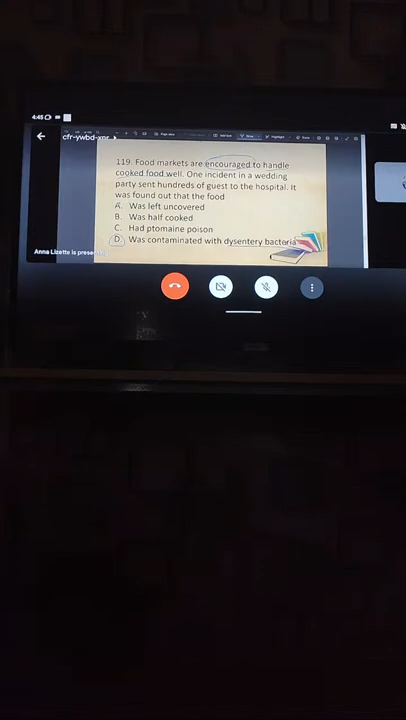 4:45
cfr-ywbd-xnr
119. Food markets are encouraged to handle
cooked food well. One incident in a wedding
party sent hundreds of guest to the hospital. It
was found out that the food
A. Was left uncovered
B. Was half cooked
C. Had ptomaine poison
D. Was contaminated with dysentery bacteria
Anna Lizette is presenting